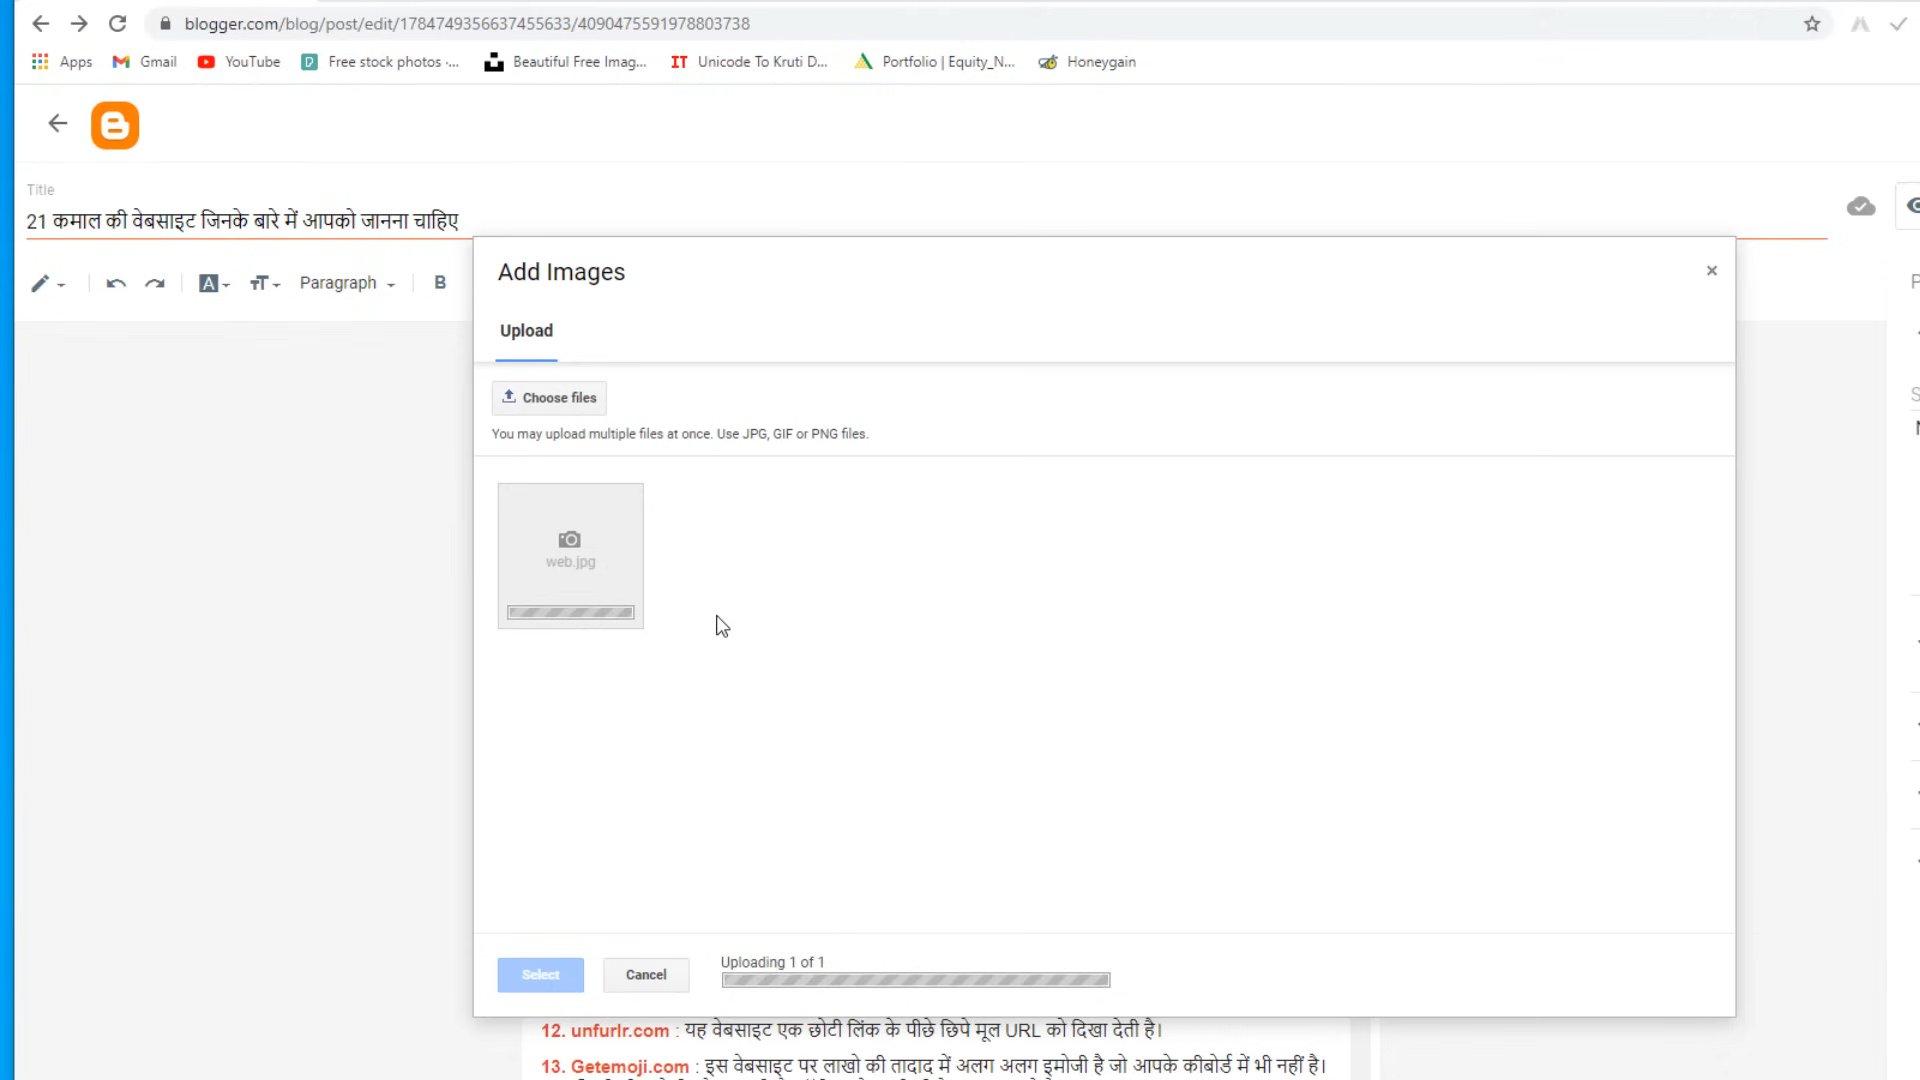 blogger.com/blog/post/edit/1784749356637455633/4090475591978803738
Apps Gmail YouTube Free stock photos ·... Beautiful Free Imag... IT Unicode To Kruti D... Portfolio | Equity_N... Honeygain
Title
21 कमाल की वेबसाइट जिनके बारे में आपको जानना चाहिए
Paragraph B
Add Images
Upload
Choose files
You may upload multiple files at once. Use JPG, GIF or PNG files.
web.jpg
Select Cancel Uploading 1 of 1
12. unfurlr.com : यह वेबसाइट एक छोटी लिंक के पीछे छिपे मूल URL को दिखा देती है।
13. Getemoji.com : इस वेबसाइट पर लाखो की तादाद में अलग अलग इमोजी है जो आपके कीबोर्ड में भी नहीं है।